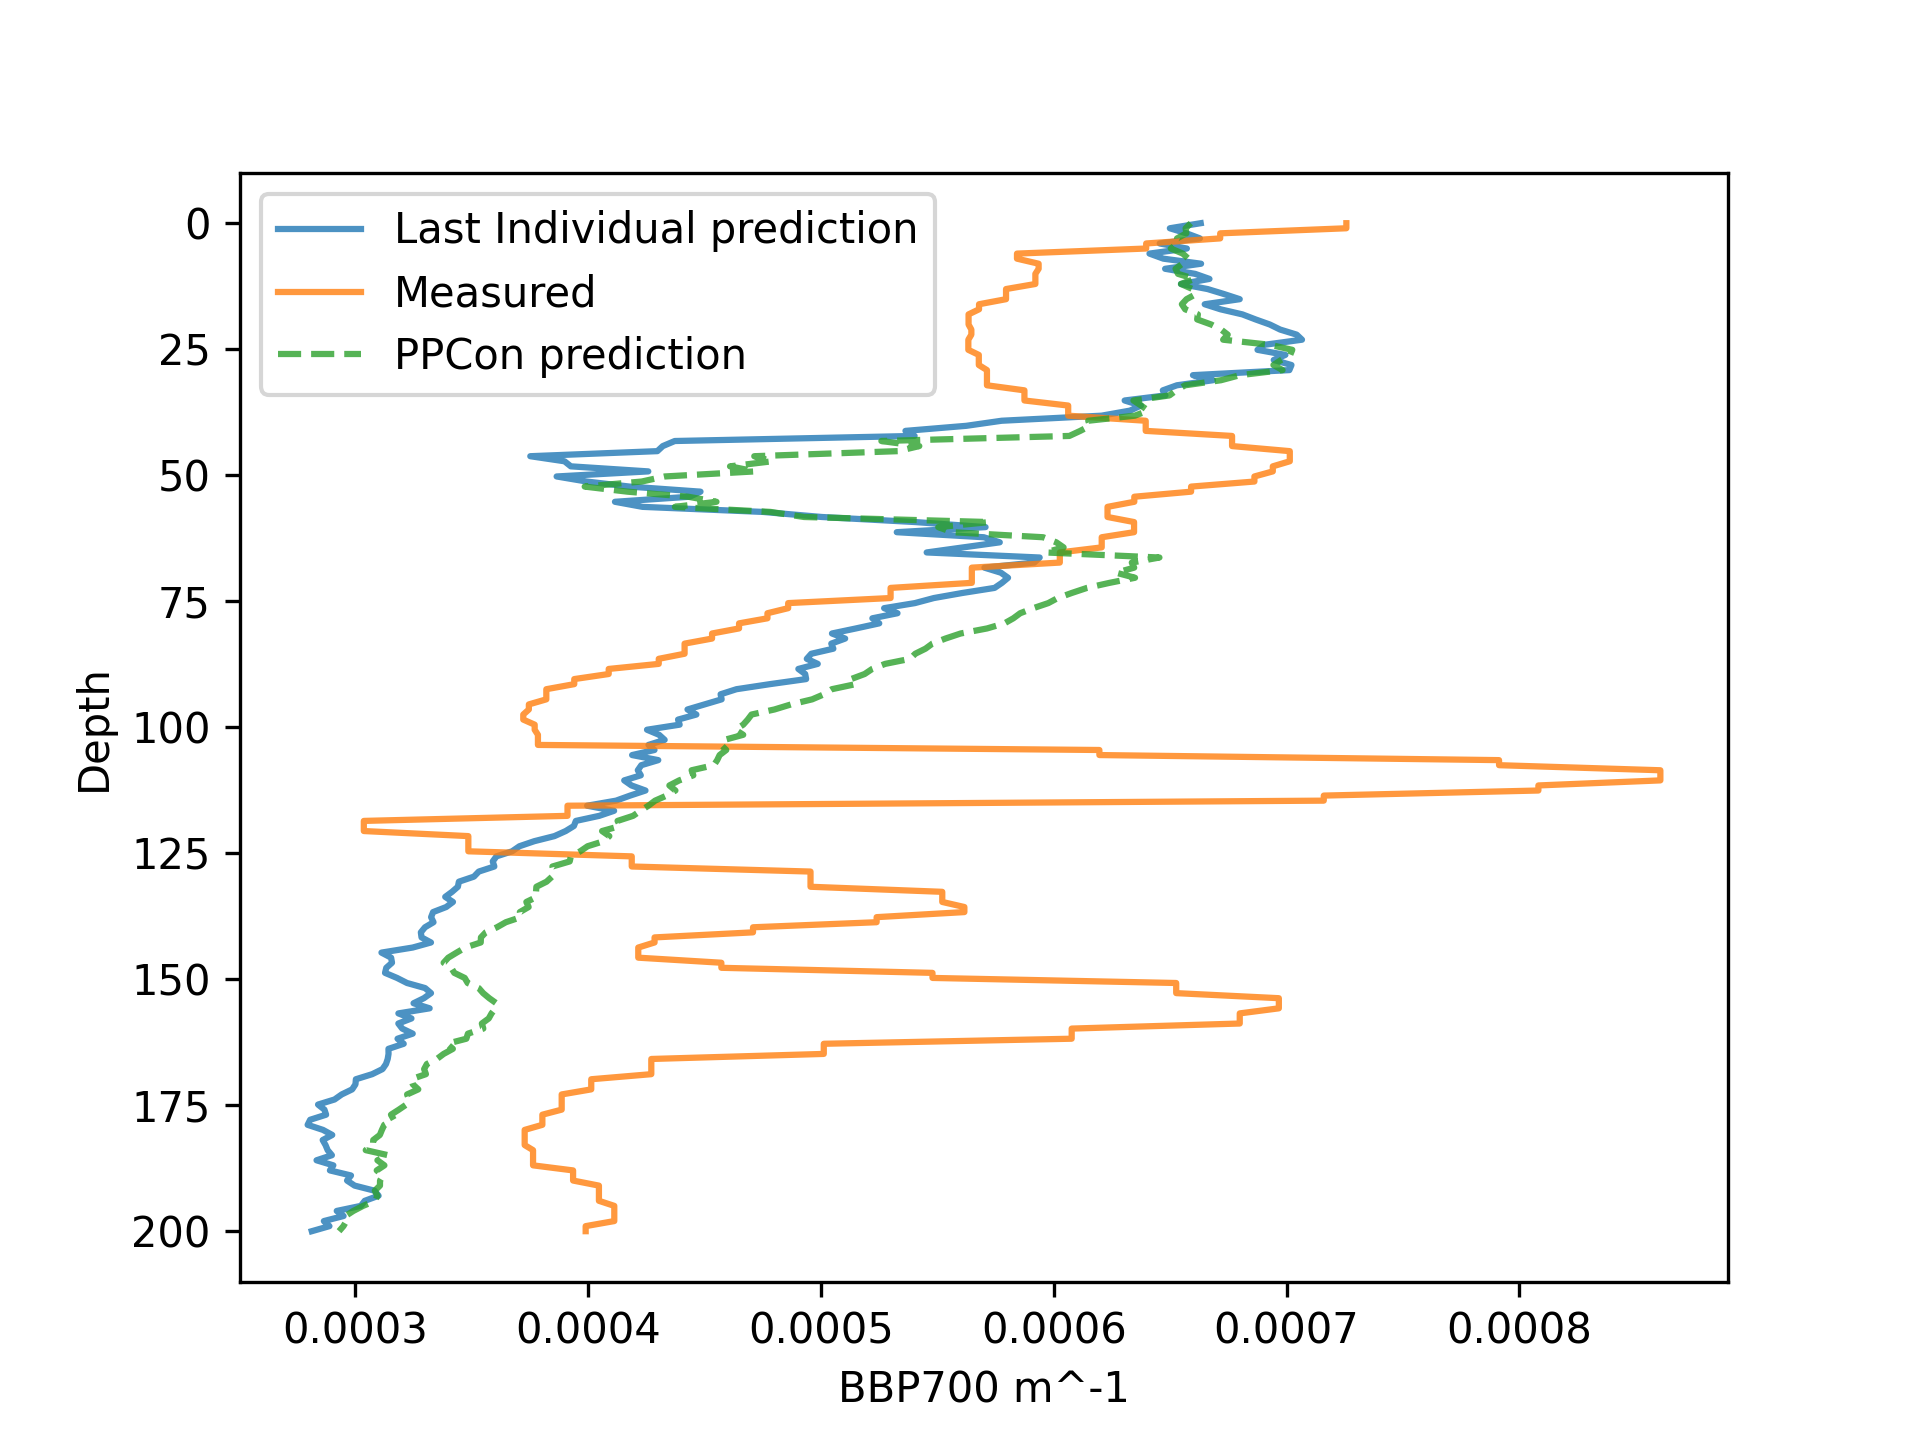 Last Individual prediction
Measured
PPCon prediction
0
25
50
75
100
125
150
175
200
Depth
0.0003 0.0004 0.0005 0.0006 0.0007 0.0008
BBP700 m^-1